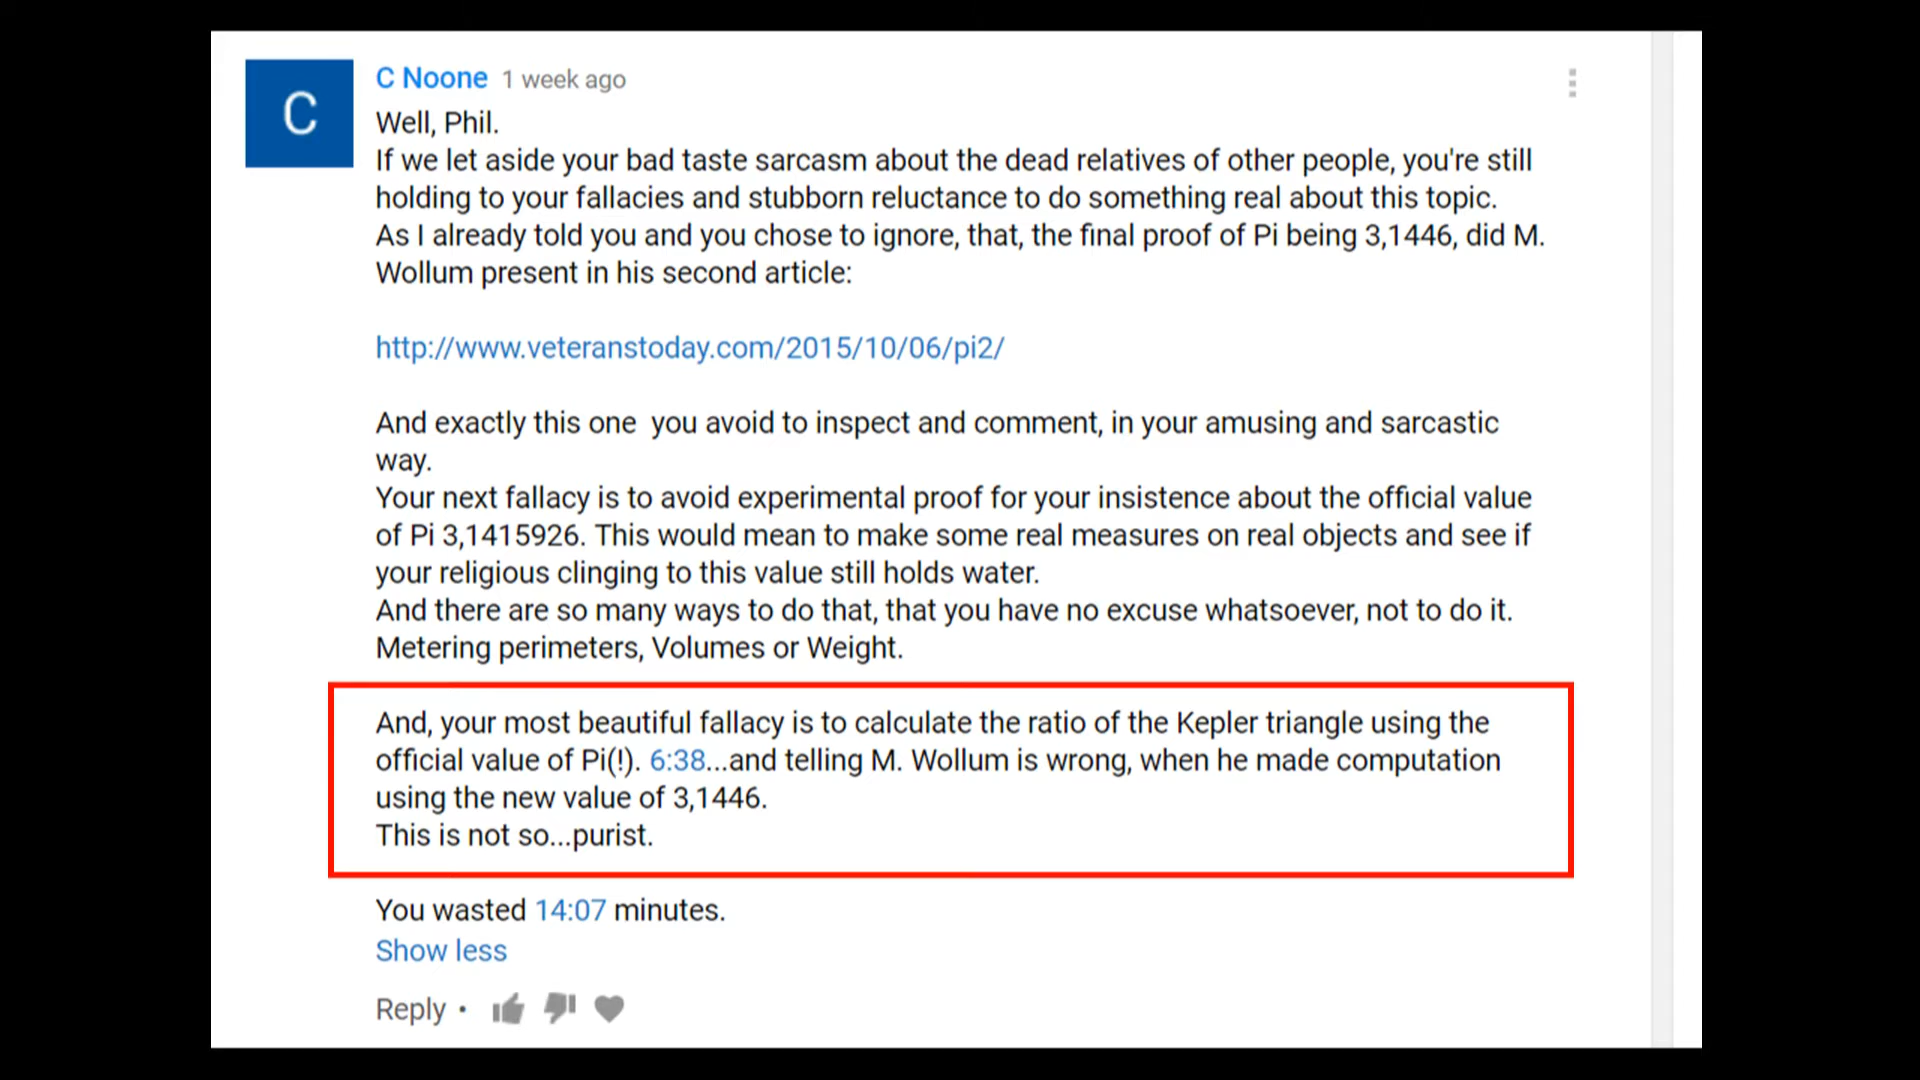 C
C Noone 1 week ago
Well, Phil.
If we let aside your bad taste sarcasm about the dead relatives of other people, you're still
holding to your fallacies and stubborn reluctance to do something real about this topic.
As I already told you and you chose to ignore, that, the final proof of Pi being 3,1446, did M.
Wollum present in his second article:
http://www.veteranstoday.com/2015/10/06/pi2/
And exactly this one  you avoid to inspect and comment, in your amusing and sarcastic
way.
Your next fallacy is to avoid experimental proof for your insistence about the official value
of Pi 3,1415926. This would mean to make some real measures on real objects and see if
your religious clinging to this value still holds water.
And there are so many ways to do that, that you have no excuse whatsoever, not to do it.
Metering perimeters, Volumes or Weight.
And, your most beautiful fallacy is to calculate the ratio of the Kepler triangle using the
official value of Pi(!). 6:38...and telling M. Wollum is wrong, when he made computation
using the new value of 3,1446.
This is not so...purist.
You wasted 14:07 minutes.
Show less
Reply •